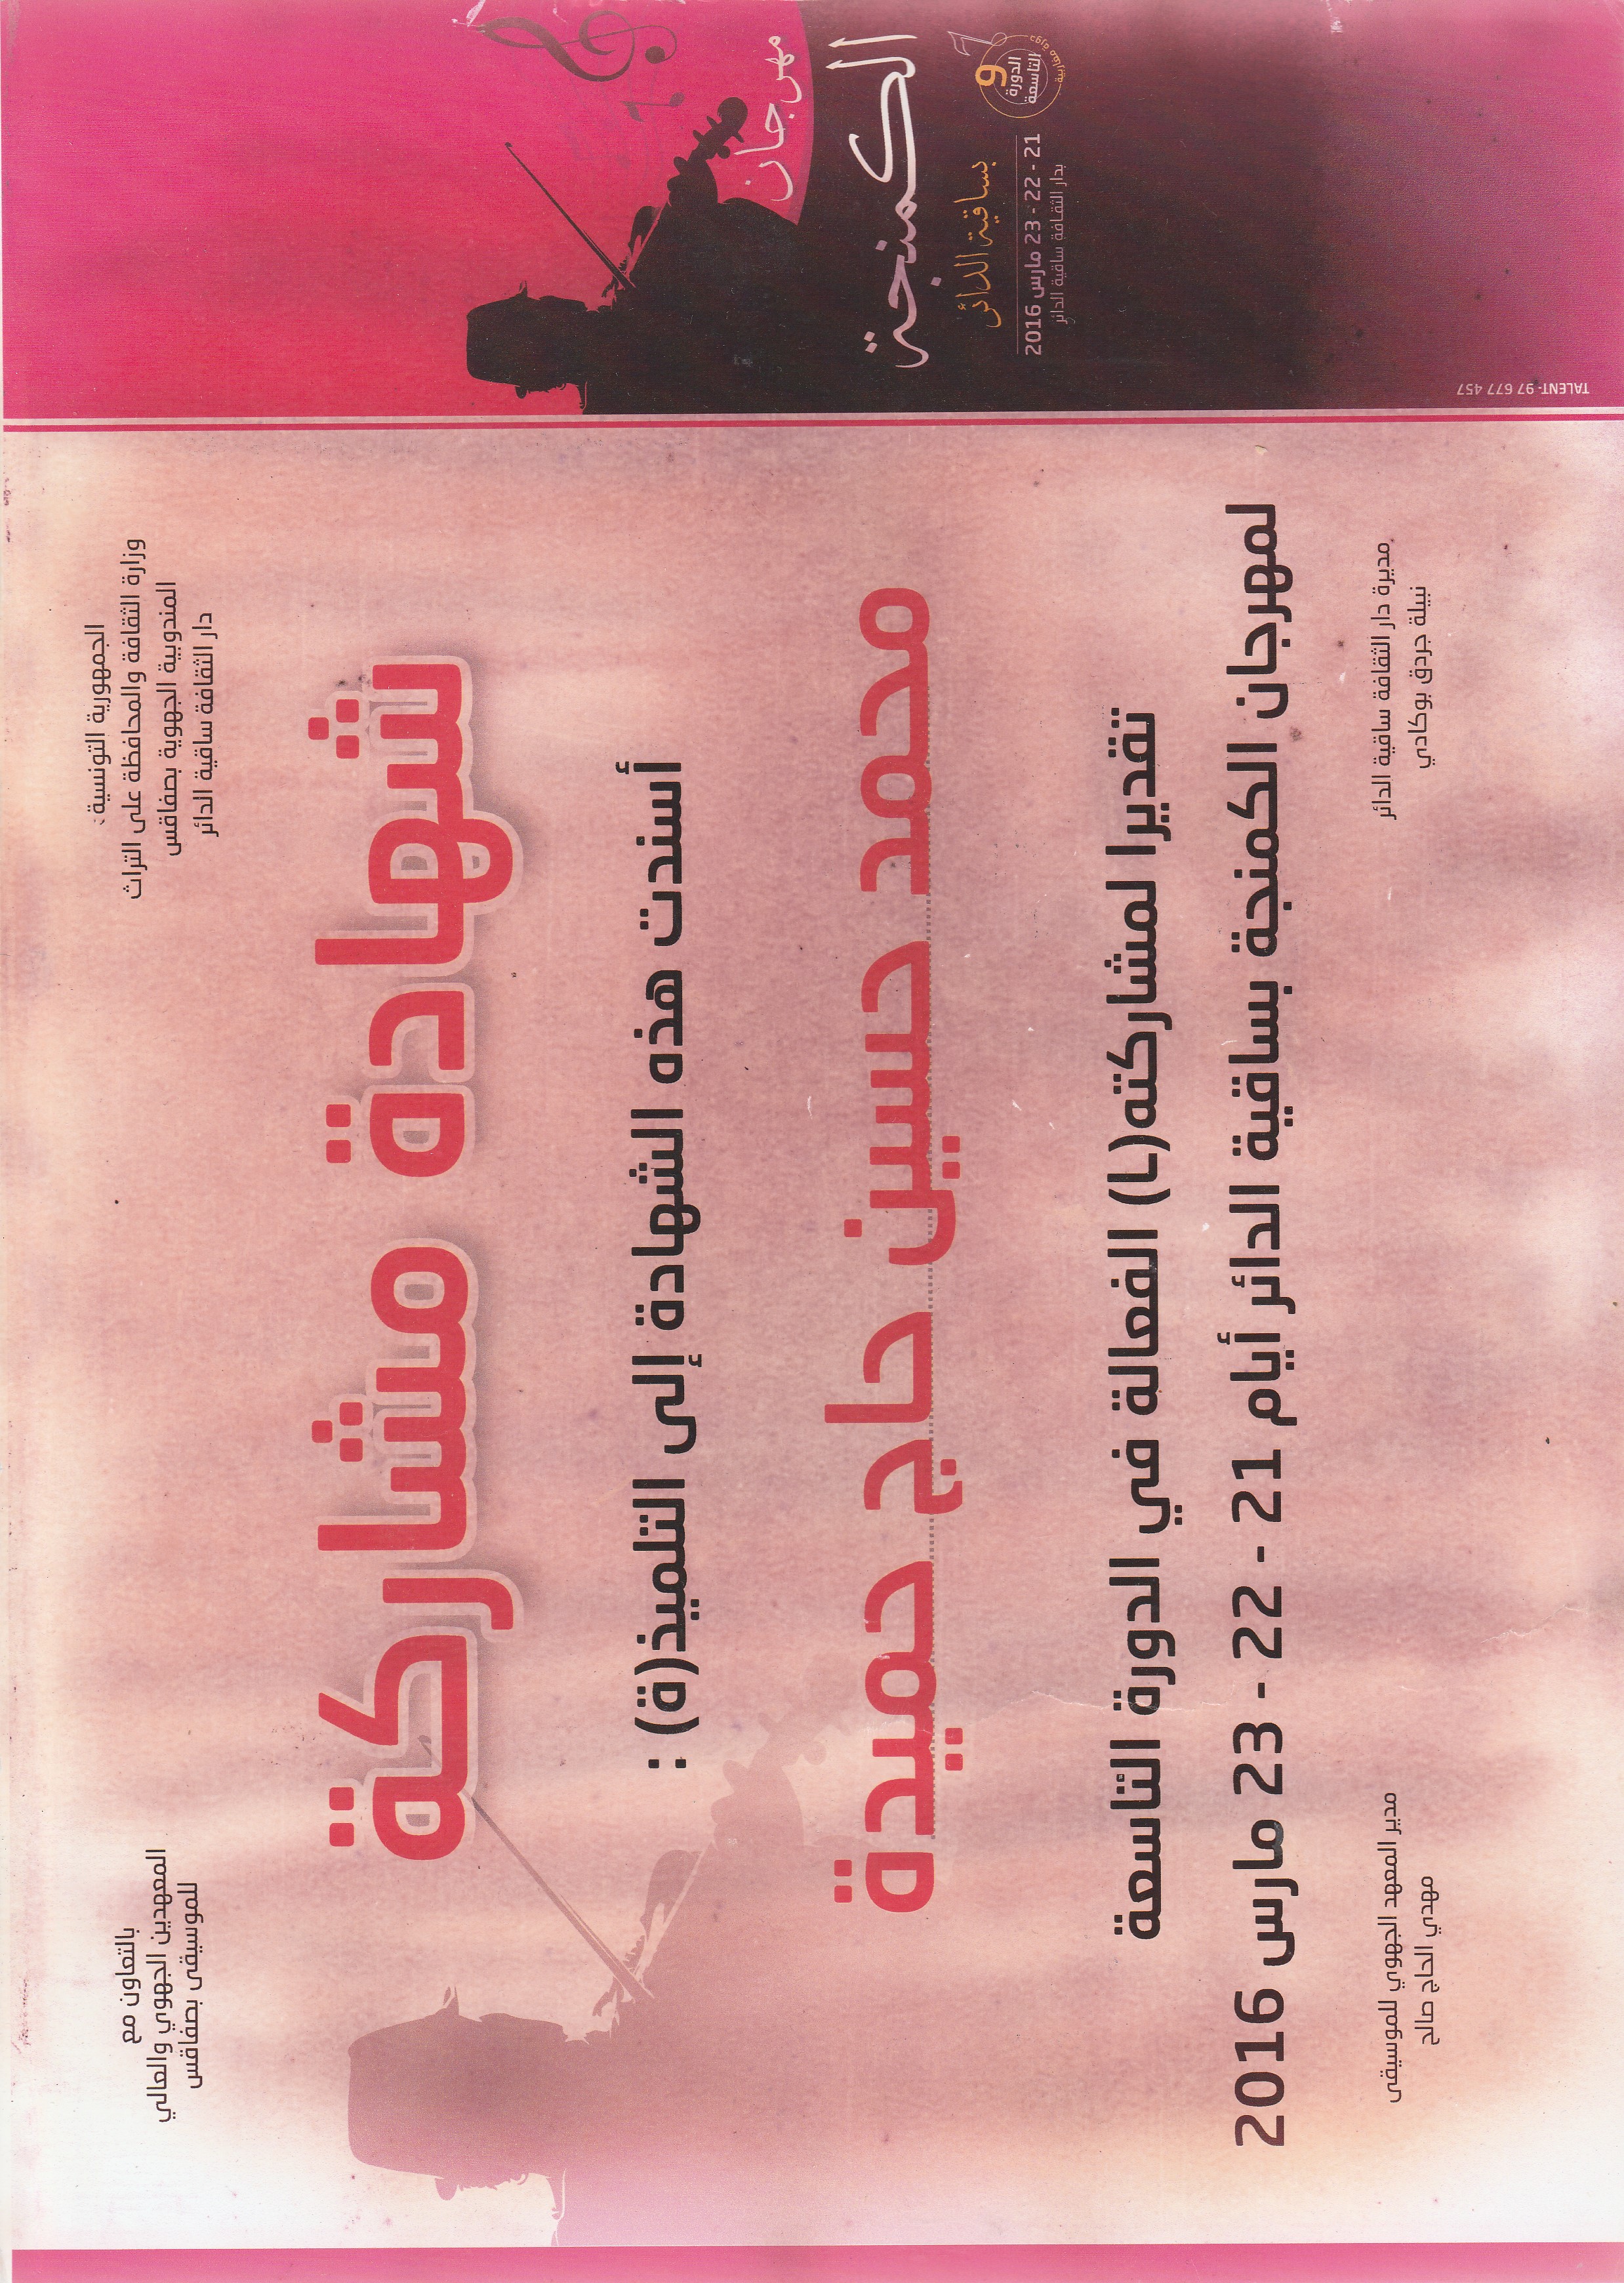 الجمهورية التونسية
وزارة الثقافة والمحافظة على التراث
المندوبية الجهوية بصفاقس
دار الثقافة ساقية الدائر
بالتعاون مع
المعهدين الجهوي والعالي
للموسيقى بصفاقس
شهادة مشاركة
أسندت هذه الشهادة إلى التلميذ(ة) :
محمد حسين حاج حميدة
تقديرا لمشاركته(لـ) الفعالة في الدورة التاسعة
لمهرجان الكمنجة بساقية الدائر أيام 21 - 22 - 23 مارس 2016
مديرة دار الثقافة ساقية الدائر
نبيلة جردق بوكادي
مدير المعهد الجهوي للموسيقى
مهدي الحاج صالح
مهرجان
الكمنجة
بساقية الدائر
9
الدورة
التاسعة
دورة مغاربية
21 - 22 - 23 مارس 2016
بدار الثقافة ساقية الدائر
TALENT- 97 677 457